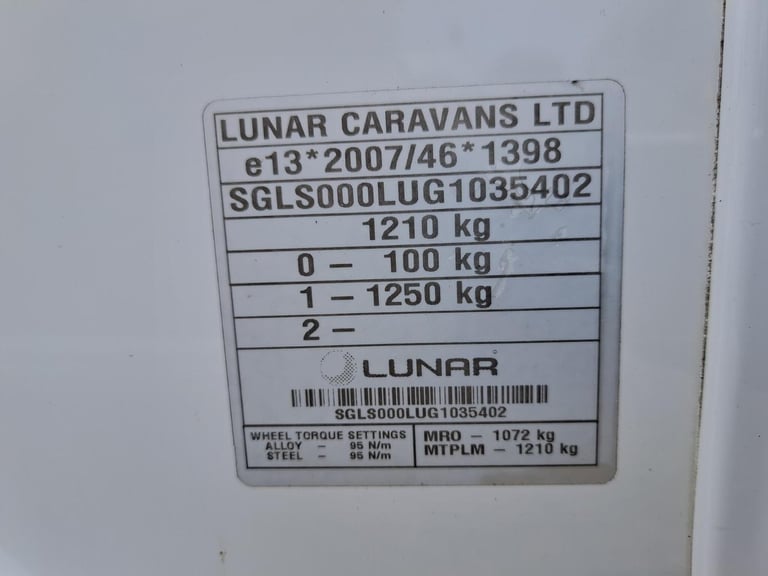 LUNAR CARAVANS LTD
e13*2007/46*1398
SGLS000LUG1035402
1210 kg
0 – 100 kg
1 – 1250 kg
2 –
LUNAR
SGLS000LUG1035402
WHEEL TORQUE SETTINGS
ALLOY – 95 N/m
STEEL – 95 N/m
MRO – 1072 kg
MTPLM – 1210 kg